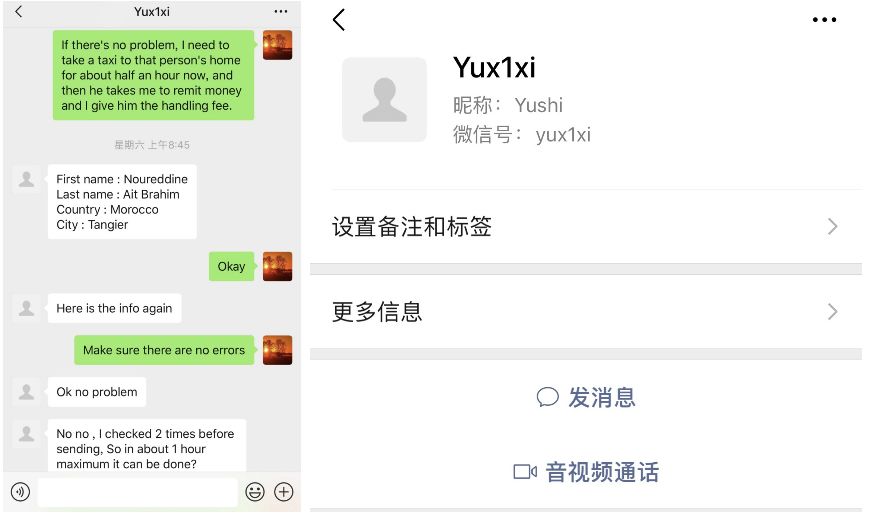 Yux1xi
If there's no problem, I need to
take a taxi to that person's home
for about half an hour now, and
then he takes me to remit money
and I give him the handling fee.
星期六 上午8:45
First name : Noureddine
Last name : Ait Brahim
Country : Morocco
City : Tangier
Okay
Here is the info again
Make sure there are no errors
Ok no problem
No no , I checked 2 times before
sending, So in about 1 hour
maximum it can be done?
Yux1xi
昵称： Yushi
微信号： yux1xi
设置备注和标签
更多信息
发消息
音视频通话